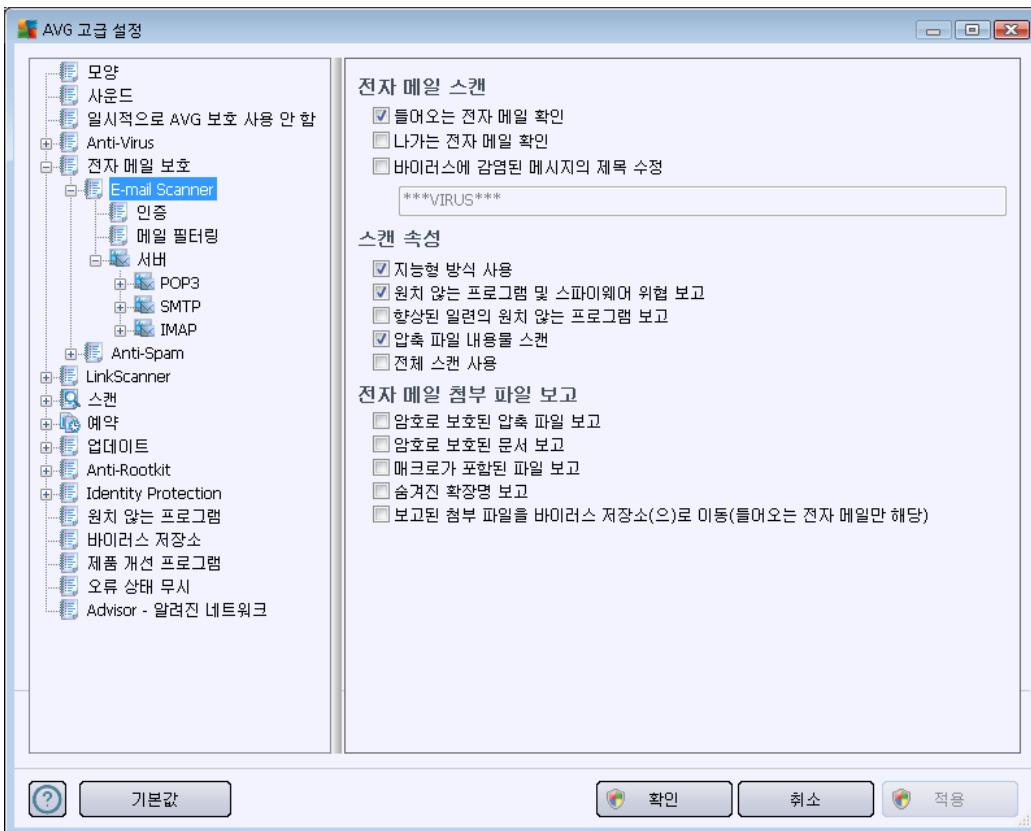 AVG 고급 설정
모양
사운드
일시적으로 AVG 보호 사용 안 함
Anti-Virus
전자 메일 보호
E-mail Scanner
인증
메일 필터링
서버
POP3
SMTP
IMAP
Anti-Spam
LinkScanner
스캔
예약
업데이트
Anti-Rootkit
Identity Protection
원치 않는 프로그램
바이러스 저장소
제품 개선 프로그램
오류 상태 무시
Advisor - 알려진 네트워크
전자 메일 스캔
들어오는 전자 메일 확인
나가는 전자 메일 확인
바이러스에 감염된 메시지의 제목 수정
***VIRUS***
스캔 속성
지능형 방식 사용
원치 않는 프로그램 및 스파이웨어 위협 보고
향상된 일련의 원치 않는 프로그램 보고
압축 파일 내용물 스캔
전체 스캔 사용
전자 메일 첨부 파일 보고
암호로 보호된 압축 파일 보고
암호로 보호된 문서 보고
매크로가 포함된 파일 보고
숨겨진 확장명 보고
보고된 첨부 파일을 바이러스 저장소(으)로 이동(들어오는 전자 메일만 해당)
기본값
확인
취소
적용